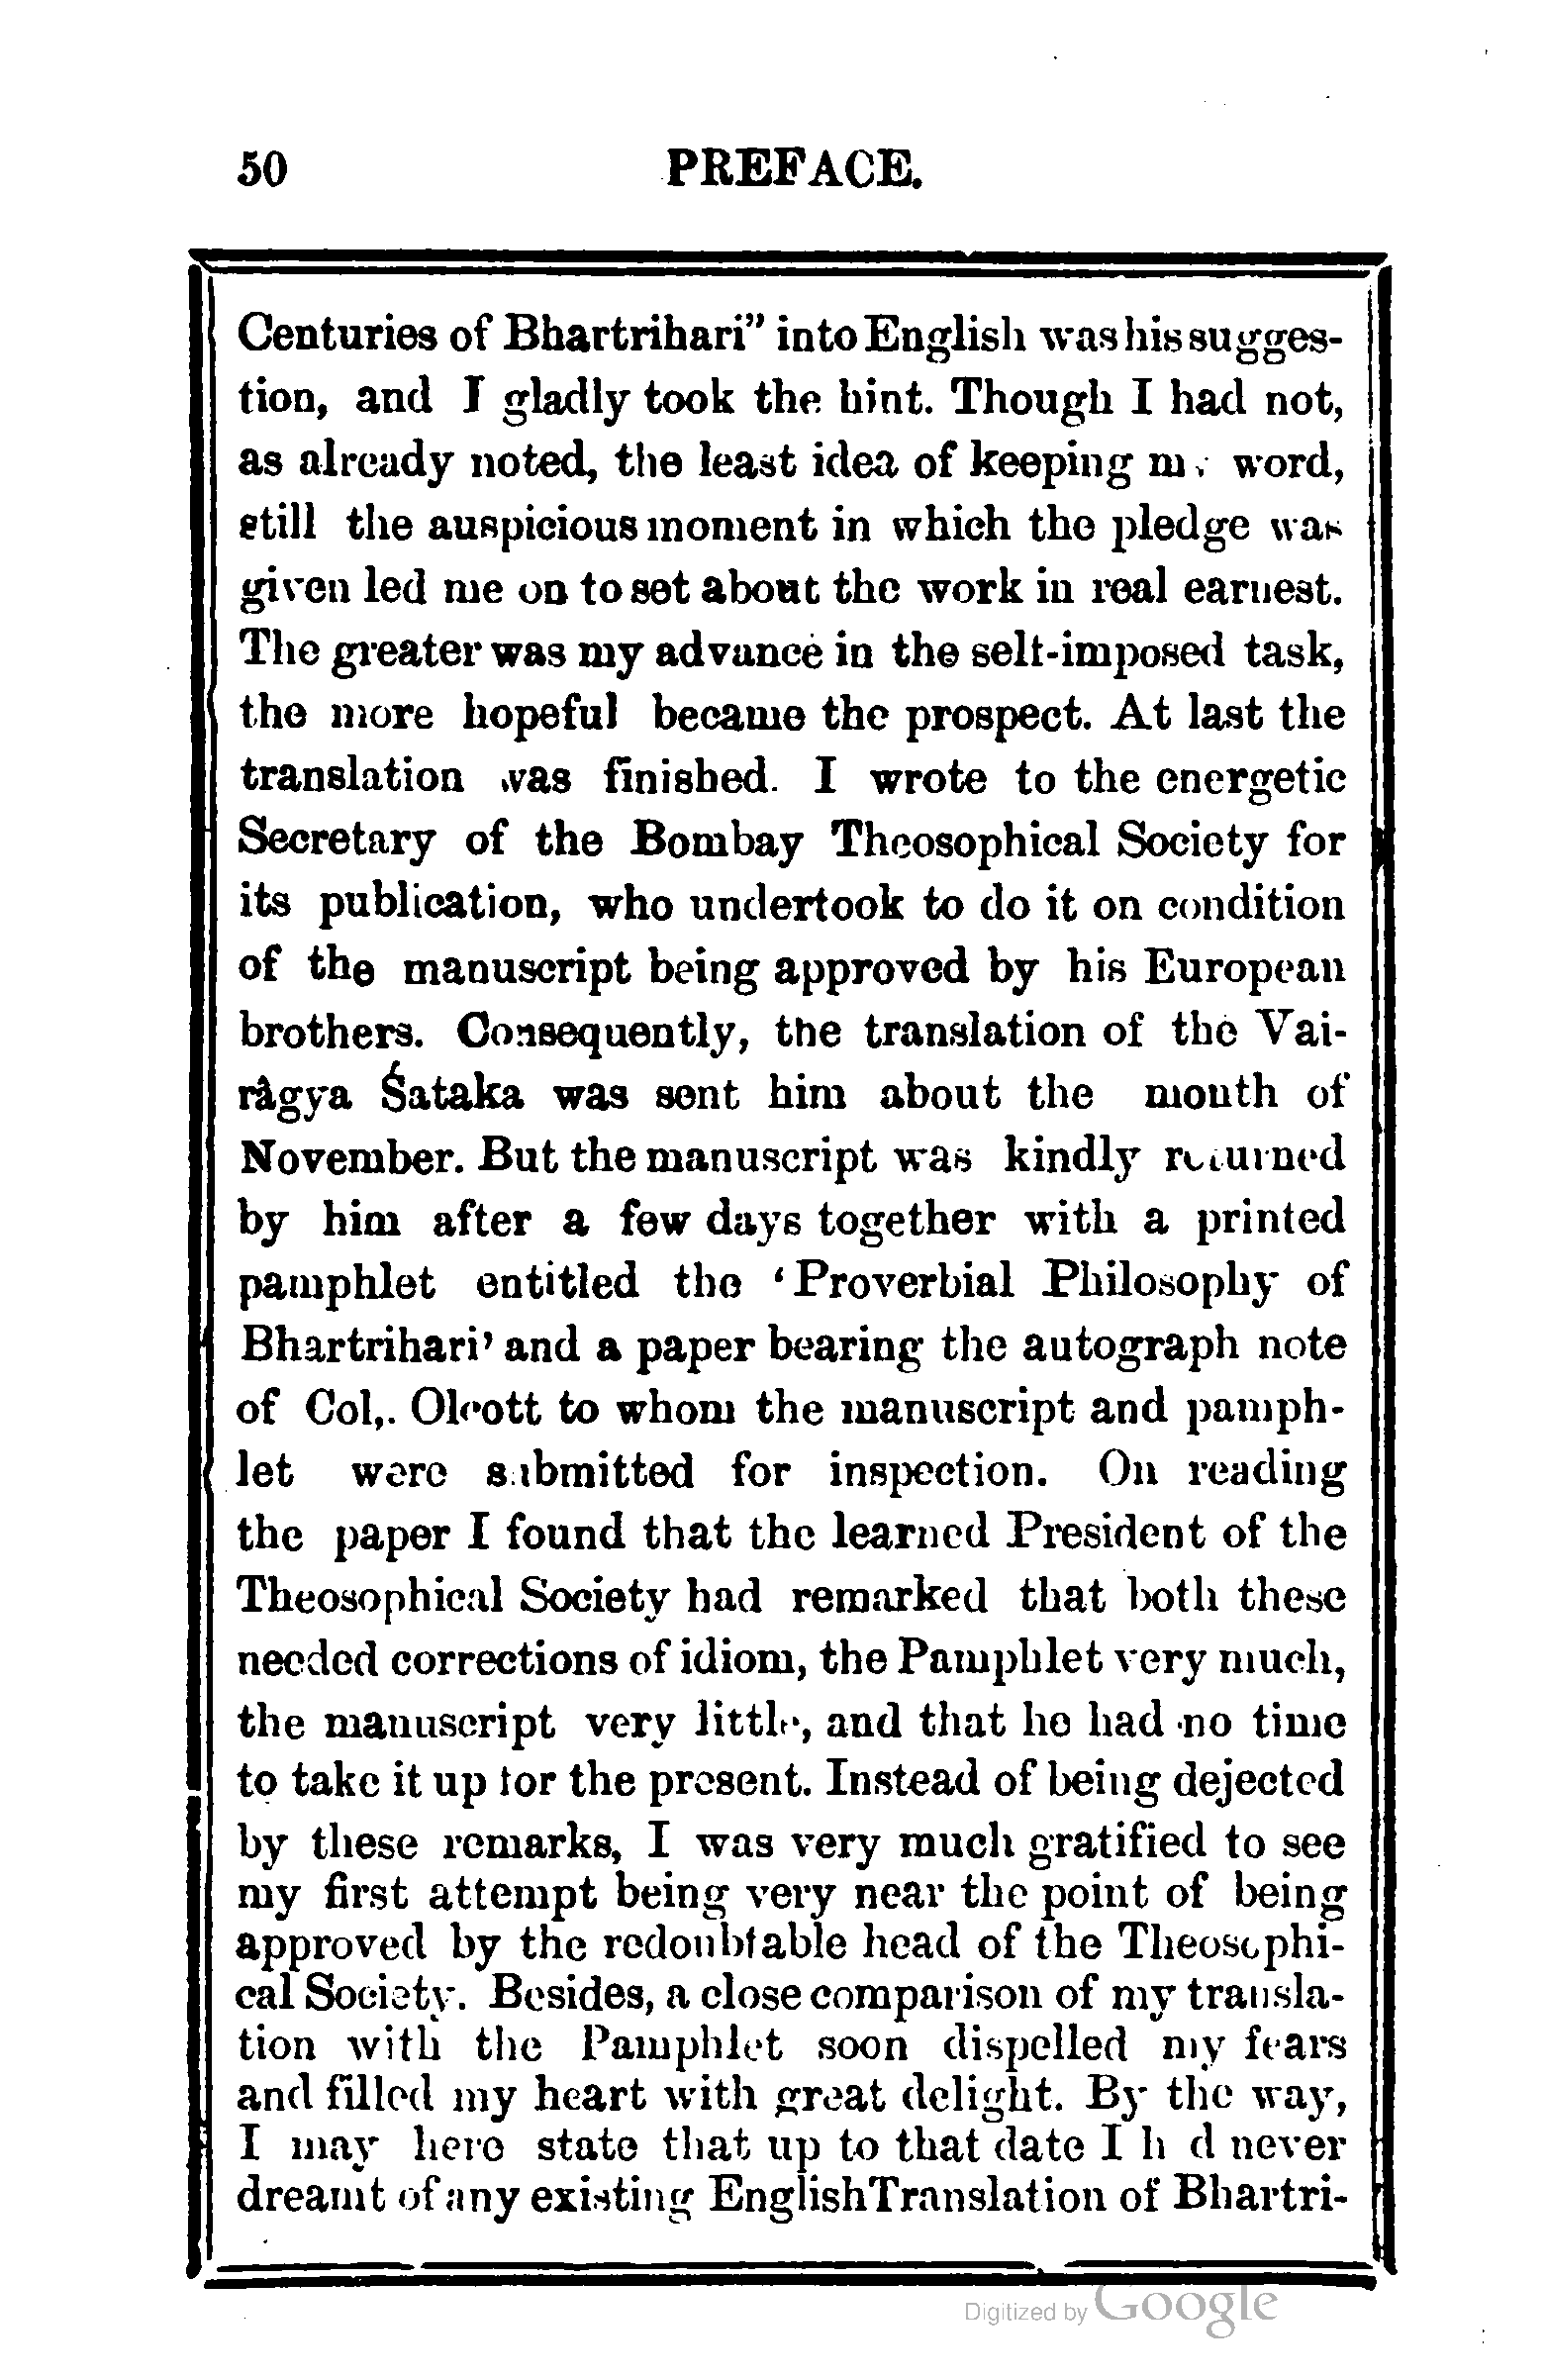 50 PREFACE.
Centuries of Bhartrihari” into English was his sugges-
tion, and I gladly took the hint. Though I had not,
as already noted, the least idea of keeping my word,
still the auspicious moment in which the pledge was
given led me on to set about the work in real earnest.
The greater was my advance in the self-imposed task,
the more hopeful became the prospect. At last the
translation was finished. I wrote to the energetic
Secretary of the Bombay Theosophical Society for
its publication, who undertook to do it on condition
of the manuscript being approved by his European
brothers. Consequently, the translation of the Vai-
râgya Śataka was sent him about the month of
November. But the manuscript was kindly returned
by him after a few days together with a printed
pamphlet entitled the ‘Proverbial Philosophy of
Bhartrihari’ and a paper bearing the autograph note
of Col,. Olcott to whom the manuscript and pamph-
let were submitted for inspection. On reading
the paper I found that the learned President of the
Theosophical Society had remarked that both these
needed corrections of idiom, the Pamphlet very much,
the manuscript very little, and that he had no time
to take it up for the present. Instead of being dejected
by these remarks, I was very much gratified to see
my first attempt being very near the point of being
approved by the redoubtable head of the Theosophi-
cal Society. Besides, a close comparison of my transla-
tion with the Pamphlet soon dispelled my fears
and filled my heart with great delight. By the way,
I may here state that up to that date I h d never
dreamt of any existing English Translation of Bhartri-
Digitized by Google